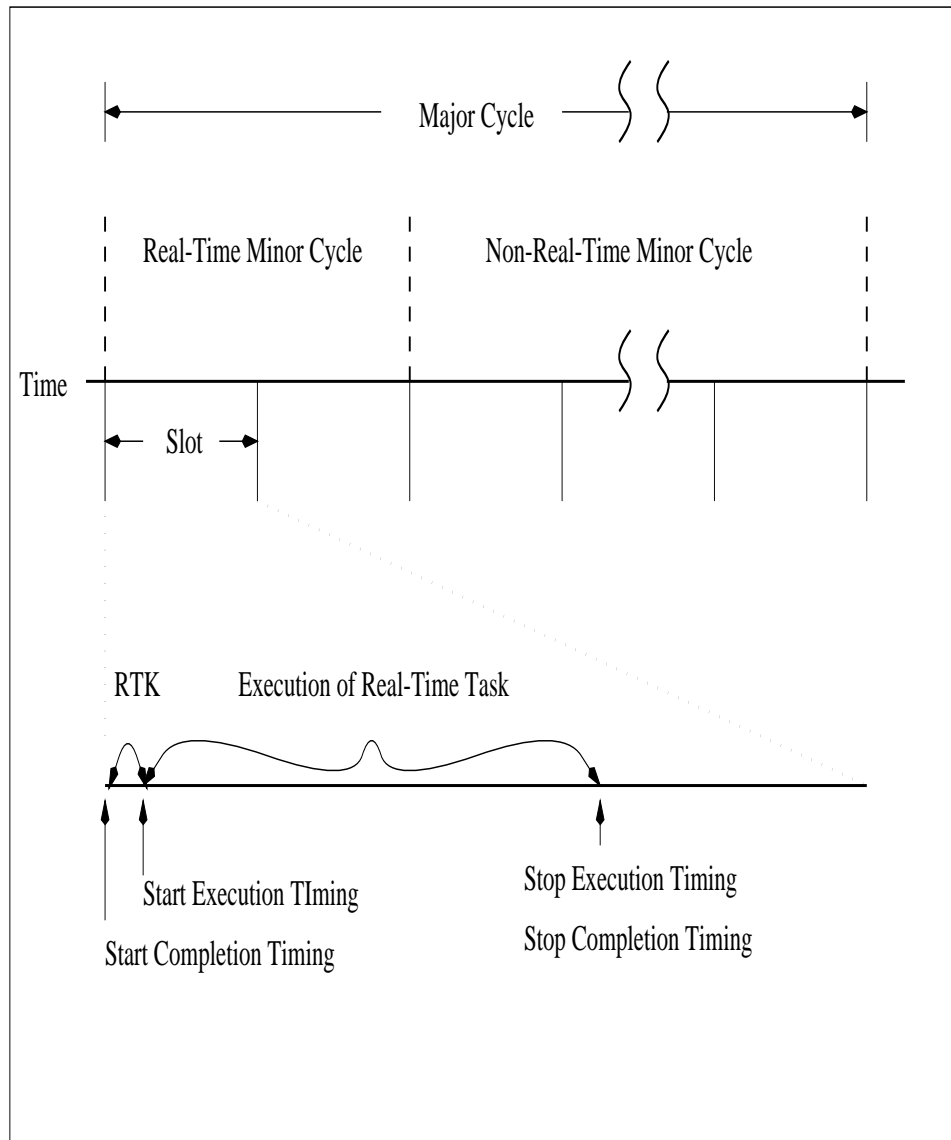 Major Cycle
Real-Time Minor Cycle
Non-Real-Time Minor Cycle
Time
Slot
RTK
Execution of Real-Time Task
Start Execution TIming
Stop Execution Timing
Start Completion Timing
Stop Completion Timing